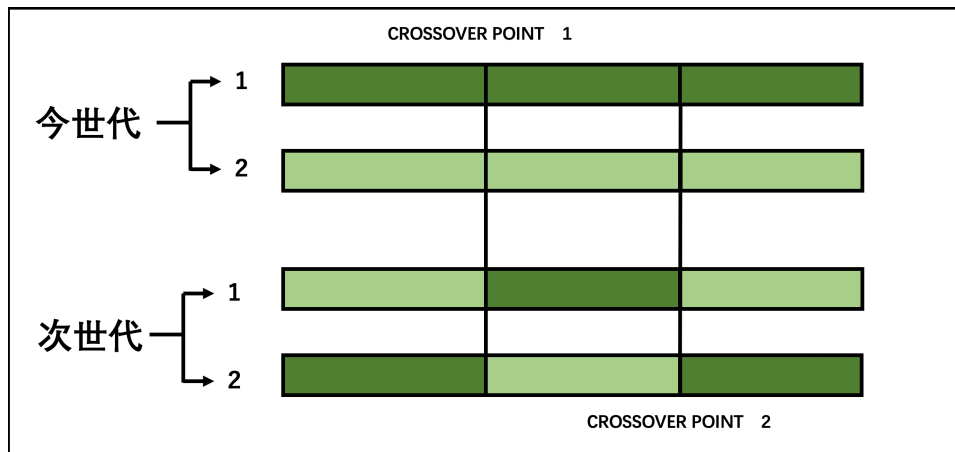 CROSSOVER POINT 1
1
今世代
2
1
次世代
2
CROSSOVER POINT 2